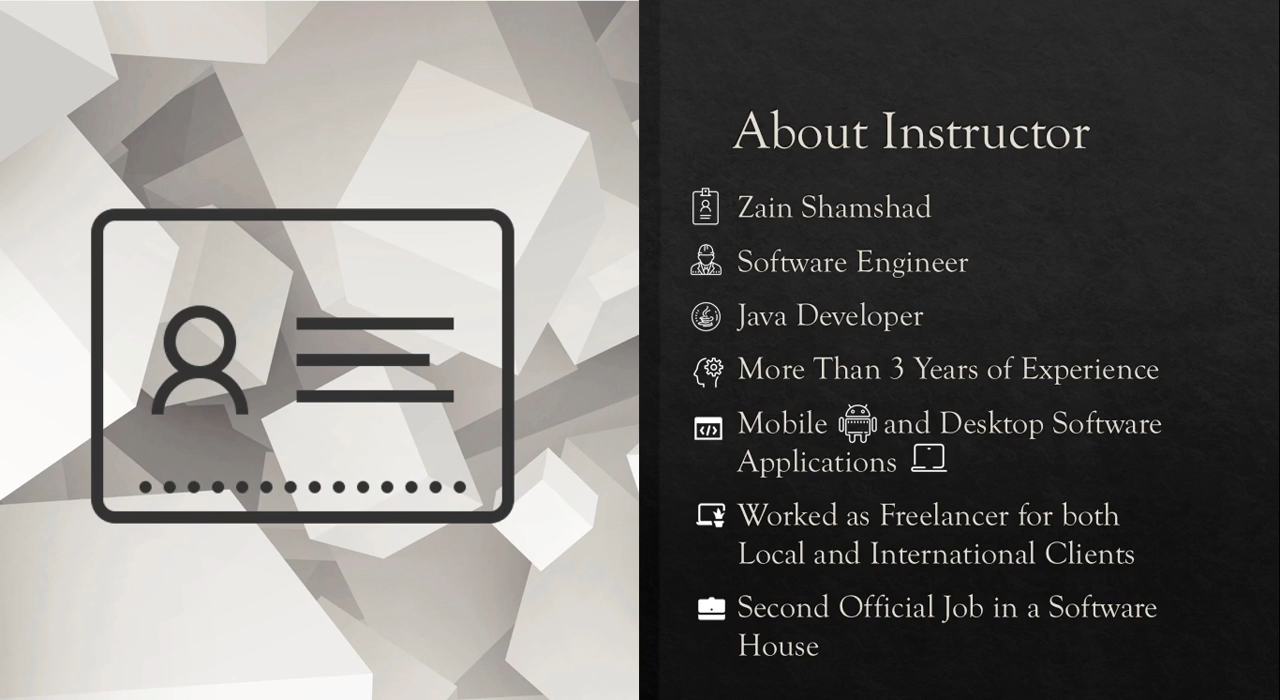 About Instructor
Zain Shamshad
Software Engineer
Java Developer
More Than 3 Years of Experience
Mobile and Desktop Software
Applications
Worked as Freelancer for both
Local and International Clients
Second Official Job in a Software
House